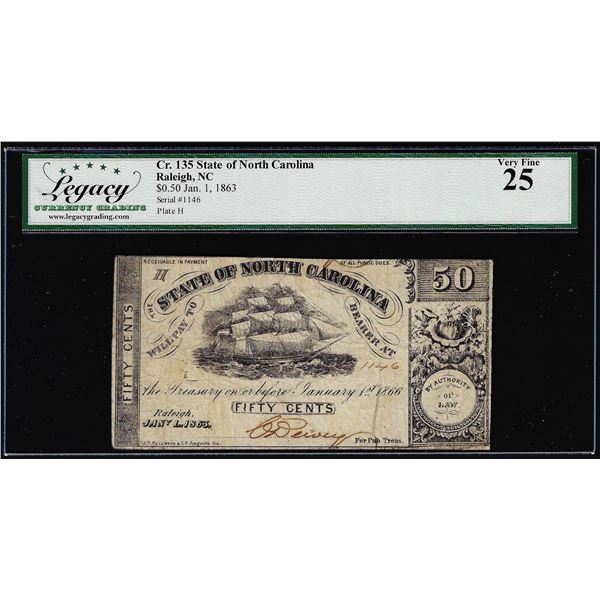 Legacy
CURRENCY GRADING
www.legacygrading.com
Cr. 135 State of North Carolina
Raleigh, NC
$0.50 Jan. 1, 1863
Serial #1146
Plate H
Very Fine
25
RECEIVABLE IN PAYMENT OF ALL PUBLIC DUES.
H
STATE OF NORTH CAROLINA
THE
WILL PAY TO BEARER AT
1146
the Treasury on or before January 1st 1866
FIFTY CENTS
Raleigh,
JANY 1, 1863.
For Pub. Treas.
FIFTY CENTS
50
BY AUTHORITY
OF
LAW